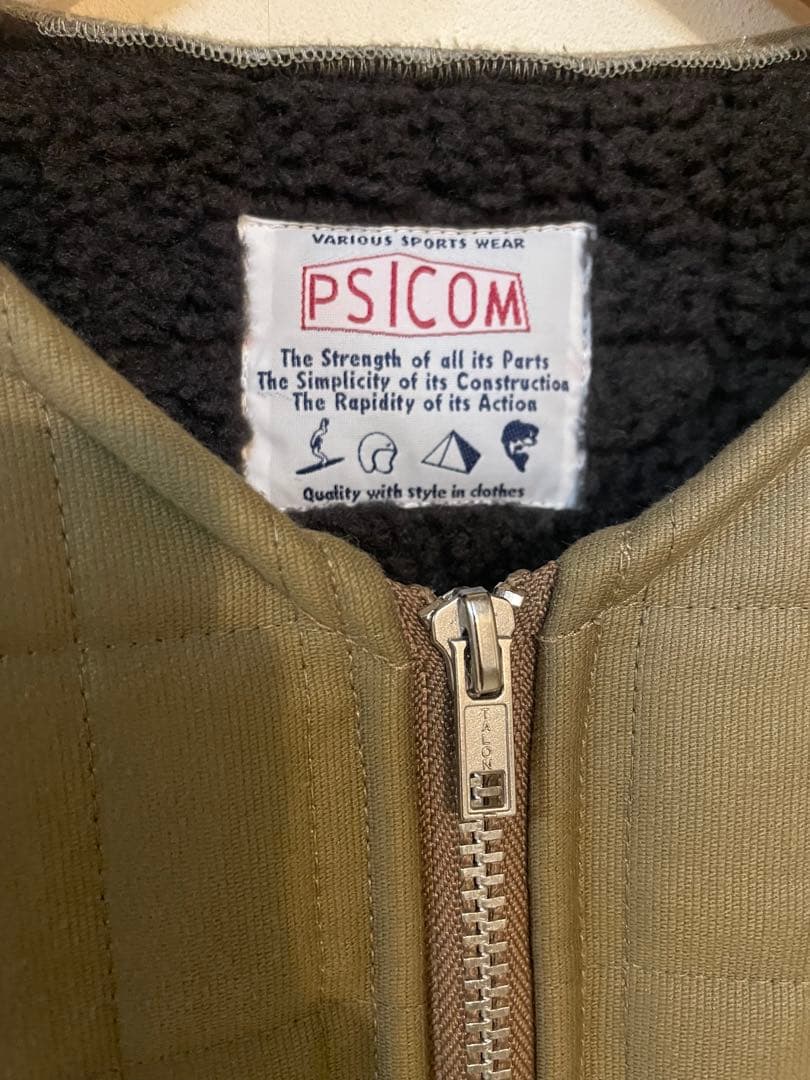 VARIOUS SPORTS WEAR
PSICOM
The Strength of all its Parts
The Simplicity of its Construction
The Rapidity of its Action
Quality with style in clothes
TALON